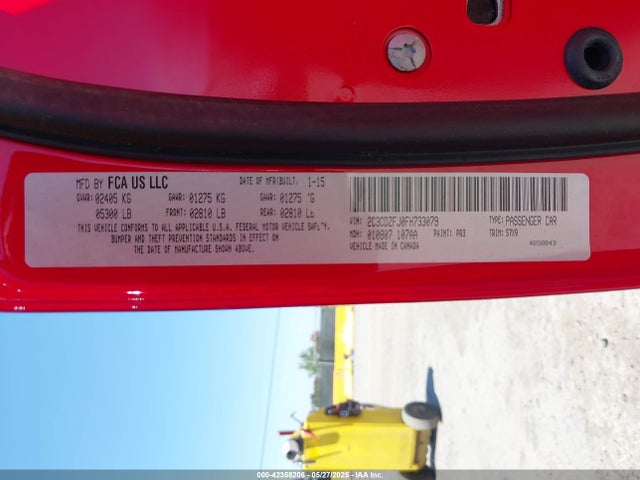 MFD BY FCA US LLC DATE OF MFR/BUILT. 1-15
GVWR: 02405 KG GAWR: 01275 KG GAWR: 01275 KG
05300 LB FRONT: 02810 LB REAR: 02810 LB
THIS VEHICLE CONFORMS TO ALL APPLICABLE U.S.A. FEDERAL MOTOR VEHICLE SAFETY,
BUMPER AND THEFT PREVENTION STANDARDS IN EFFECT ON
THE DATE OF MANUFACTURE SHOWN ABOVE.
VIN: 2C3CDZFJ0FH733079 TYPE: PASSENGER CAR
MDH: 010807 107AA PAINT: PR3 TRIM: S7X9
VEHICLE MADE IN CANADA 4658843
000-42358206 - 05/27/2025 - IAA Inc.